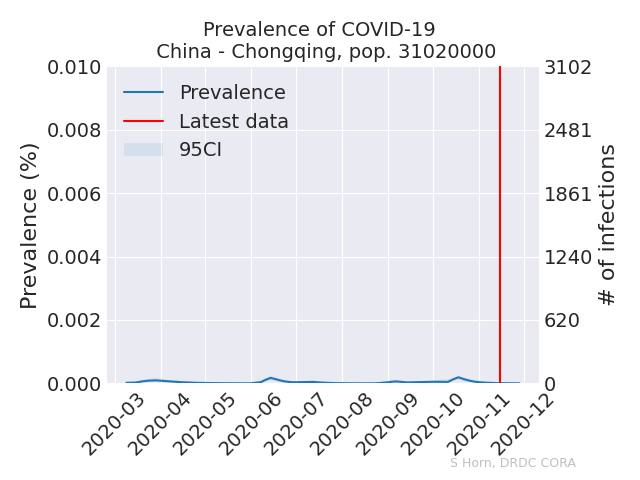 Prevalence of COVID-19
China - Chongqing, pop. 31020000
Prevalence
Latest data
95CI
Prevalence (%)
0.010
0.008
0.006
0.004
0.002
0.000
3102
2481
1861
1240
620
0
# of infections
2020-03
2020-04
2020-05
2020-06
2020-07
2020-08
2020-09
2020-10
2020-11
2020-12
S Horn, DRDC CORA